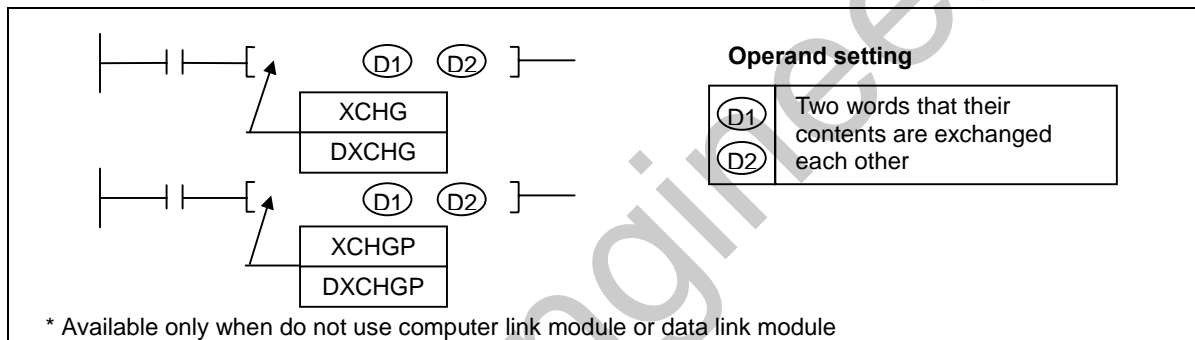 D1 D2
XCHG
DXCHG
D1 D2
XCHGP
DXCHGP
Operand setting
D1
D2
Two words that their
contents are exchanged
each other
* Available only when do not use computer link module or data link module